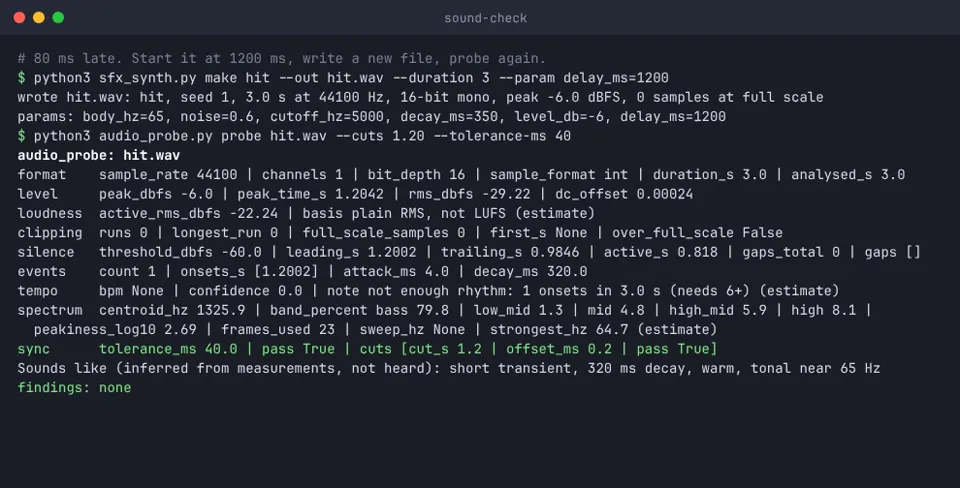 sound-check
# 80 ms late. Start it at 1200 ms, write a new file, probe again.
$ python3 sfx_synth.py make hit --out hit.wav --duration 3 --param delay_ms=1200
wrote hit.wav: hit, seed 1, 3.0 s at 44100 Hz, 16-bit mono, peak -6.0 dBFS, 0 samples at full scale
params: body_hz=65, noise=0.6, cutoff_hz=5000, decay_ms=350, level_db=-6, delay_ms=1200
$ python3 audio_probe.py probe hit.wav --cuts 1.20 --tolerance-ms 40
audio_probe: hit.wav
format    sample_rate 44100 | channels 1 | bit_depth 16 | sample_format int | duration_s 3.0 | analysed_s 3.0
level     peak_dbfs -6.0 | peak_time_s 1.2042 | rms_dbfs -29.22 | dc_offset 0.00024
loudness  active_rms_dbfs -22.24 | basis plain RMS, not LUFS (estimate)
clipping  runs 0 | longest_run 0 | full_scale_samples 0 | first_s None | over_full_scale False
silence   threshold_dbfs -60.0 | leading_s 1.2002 | trailing_s 0.9846 | active_s 0.818 | gaps_total 0 | gaps []
events    count 1 | onsets_s [1.2002] | attack_ms 4.0 | decay_ms 320.0
tempo     bpm None | confidence 0.0 | note not enough rhythm: 1 onsets in 3.0 s (needs 6+) (estimate)
spectrum  centroid_hz 1325.9 | band_percent bass 79.8 | low_mid 1.3 | mid 4.8 | high_mid 5.9 | high 8.1 |
  peakiness_log10 2.69 | frames_used 23 | sweep_hz None | strongest_hz 64.7 (estimate)
sync      tolerance_ms 40.0 | pass True | cuts [cut_s 1.2 | offset_ms 0.2 | pass True]
Sounds like (inferred from measurements, not heard): short transient, 320 ms decay, warm, tonal near 65 Hz
findings: none